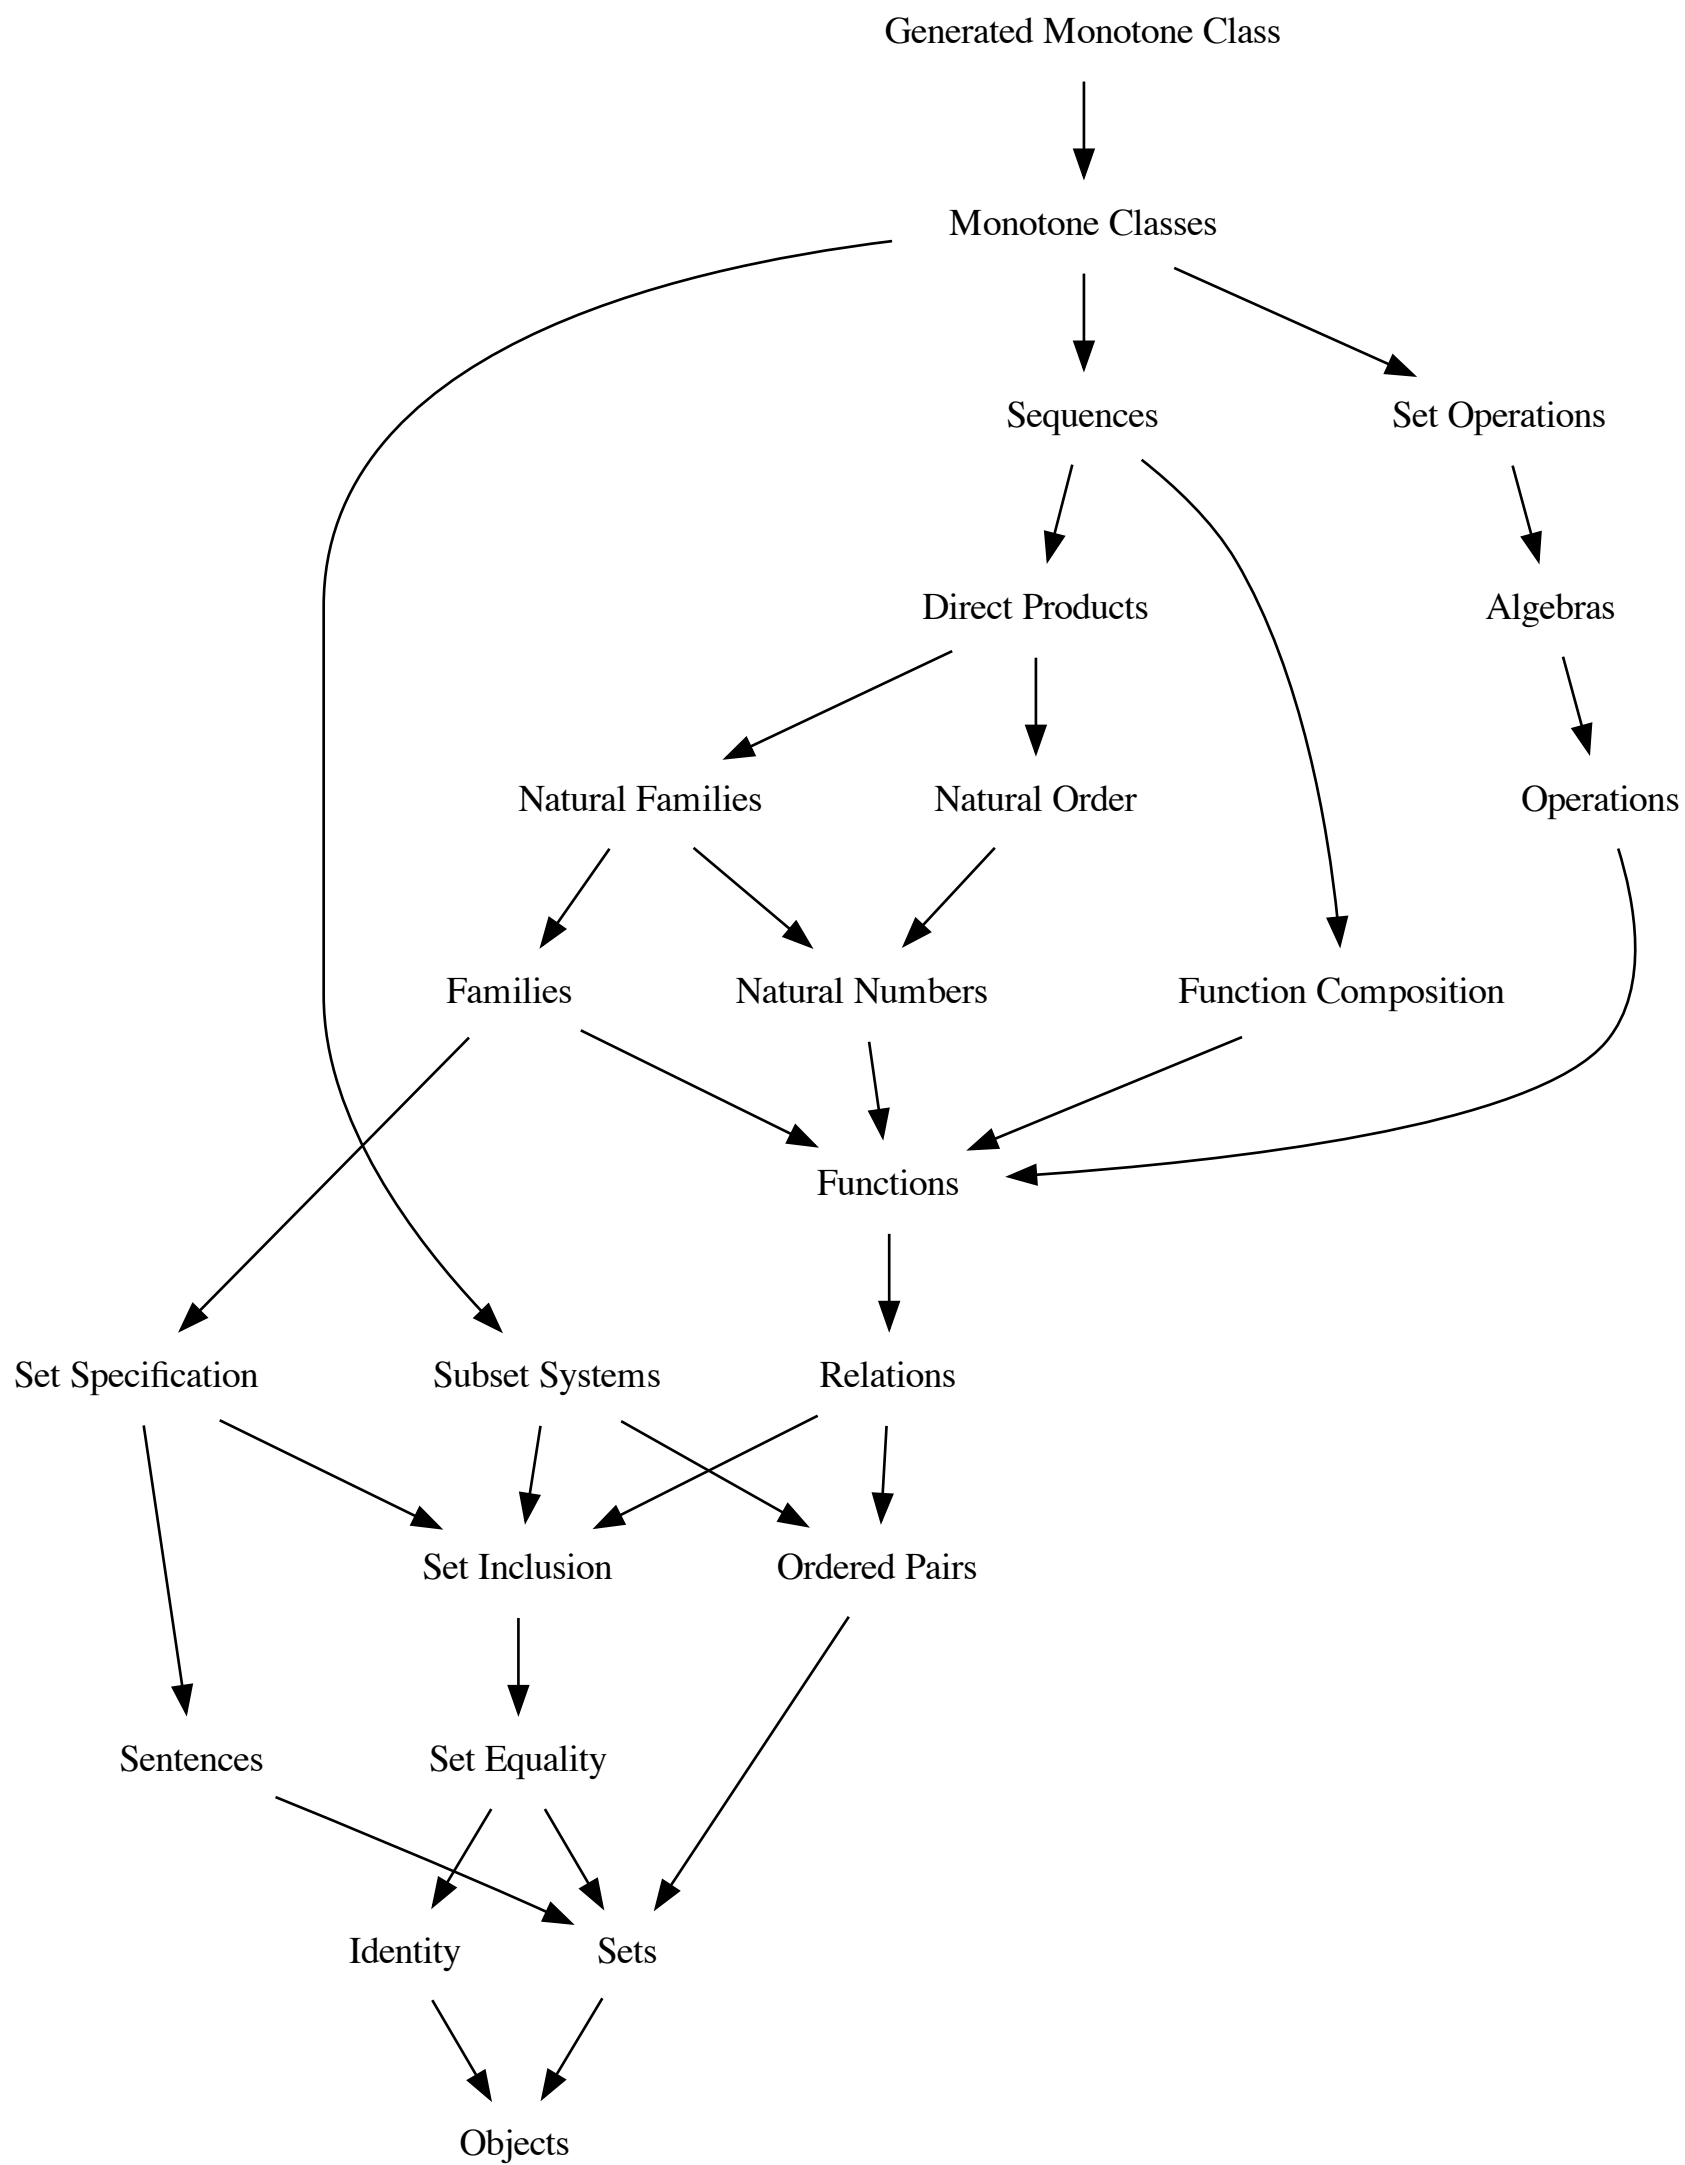 Generated Monotone Class
Monotone Classes
Sequences
Set Operations
Direct Products
Algebras
Natural Families
Natural Order
Operations
Families
Natural Numbers
Function Composition
Functions
Set Specification
Subset Systems
Relations
Set Inclusion
Ordered Pairs
Sentences
Set Equality
Identity
Sets
Objects